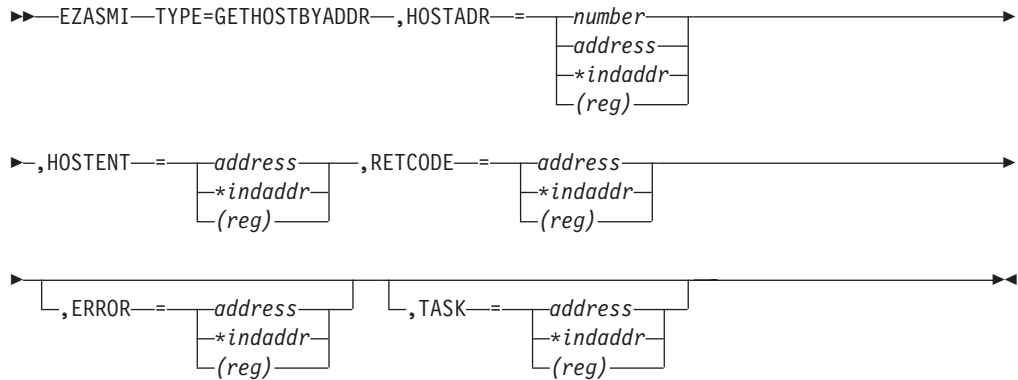 EZASMI TYPE=GETHOSTBYADDR ,HOSTADR = number
address
*indaddr
(reg)
,HOSTENT = address ,RETCODE = address
*indaddr *indaddr
(reg) (reg)
,ERROR = address ,TASK = address
*indaddr *indaddr
(reg) (reg)